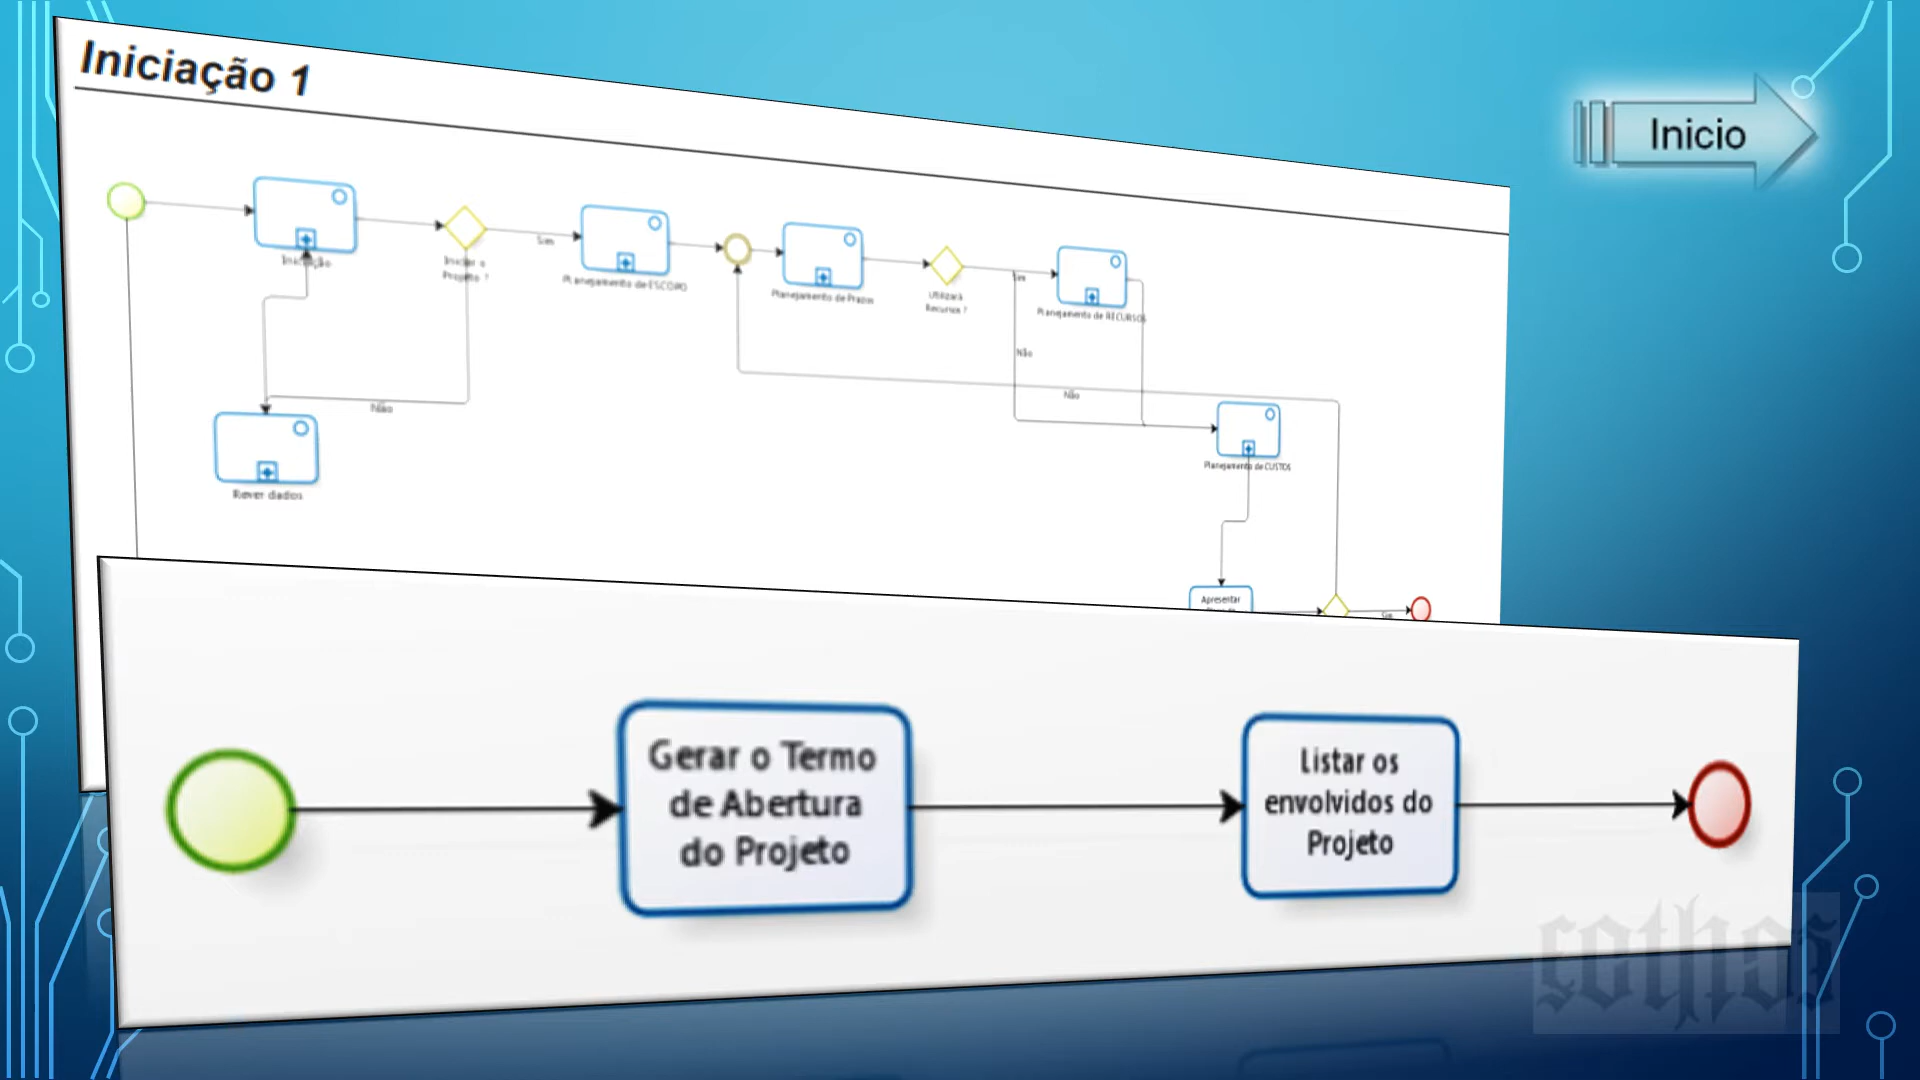 Iniciação 1
Inicio
Iniciação
Iniciar o
Projeto ?
Sim
Planejamento de ESCOPO
Planejamento de Prazos
Utilizará
Recursos ?
Sim
Planejamento de RECURSOS
Não
Não
Não
Planejamento de CUSTOS
Rever dados
Apresentar
Gerar o Termo
de Abertura
do Projeto
Listar os
envolvidos do
Projeto